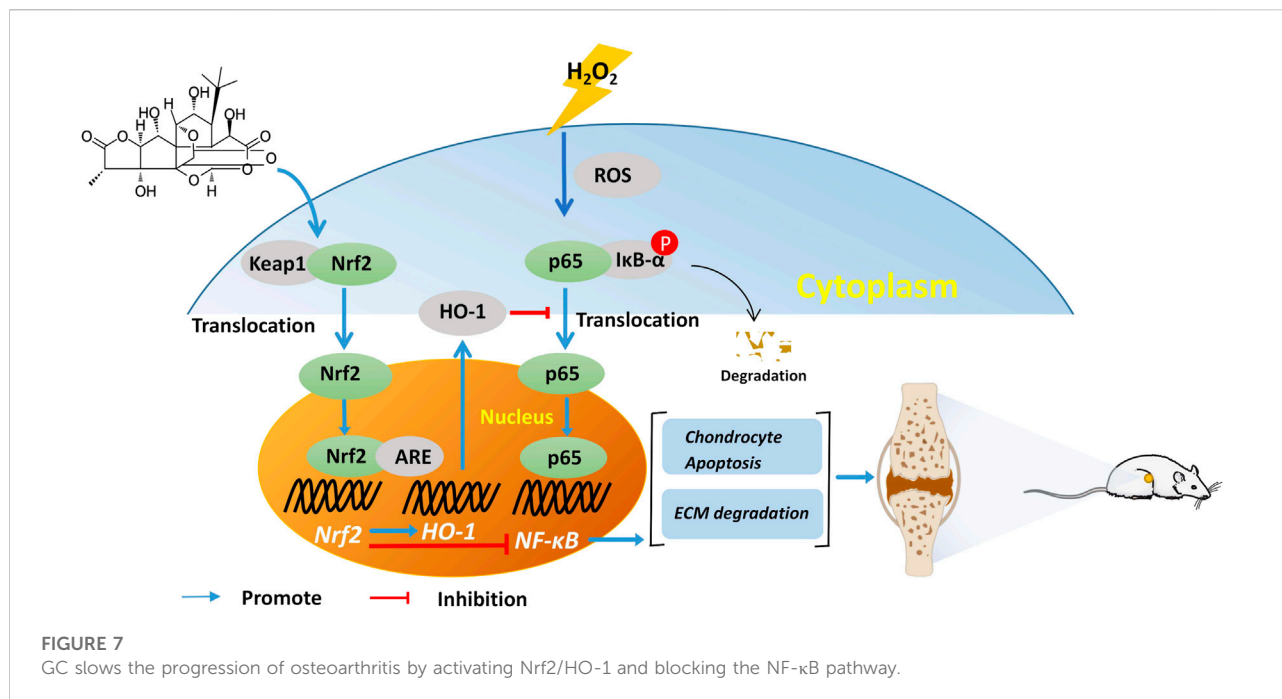 H₂O₂
OH
H
OH
HO
H
OH
O
O
O
O
O
O
O
O
H
OH
ROS
Keap1
Nrf2
p65
IκB-α
P
Cytoplasm
Translocation
HO-1
Translocation
Degradation
Nrf2
p65
Nucleus
Nrf2
ARE
p65
Chondrocyte
Apoptosis
ECM degradation
Nrf2
HO-1
NF-κB
Promote
Inhibition
FIGURE 7
GC slows the progression of osteoarthritis by activating Nrf2/HO-1 and blocking the NF-κB pathway.